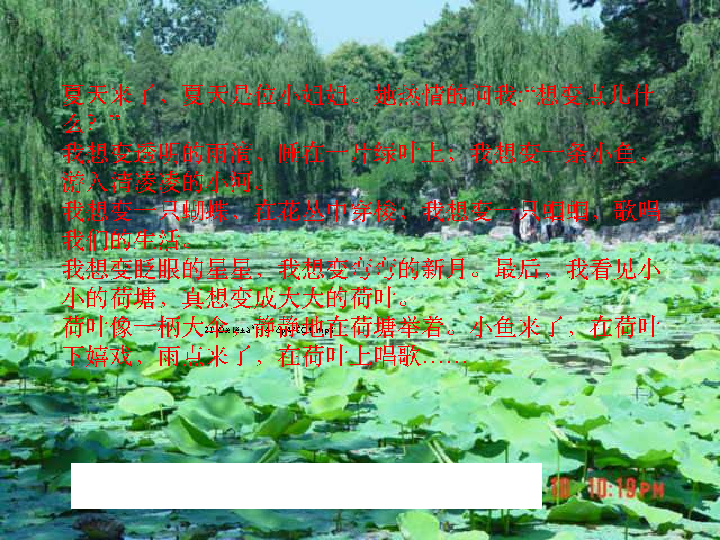 夏天来了，夏天是位小姐姐。她热情的问我:“想变点儿什
么？”
我想变透明的雨滴，睡在一片绿叶上；我想变一条小鱼，
游入清凌凌的小河.
我想变一只蝴蝶，在花丛中穿梭；我想变一只蝈蝈，歌唱
我们的生活。
我想变眨眼的星星，我想变弯弯的新月。最后，我看见小
小的荷塘，真想变成大大的荷叶。
荷叶像一柄大伞，静静地在荷塘举着。小鱼来了，在荷叶
下嬉戏，雨点来了，在荷叶上唱歌……
10:19PM